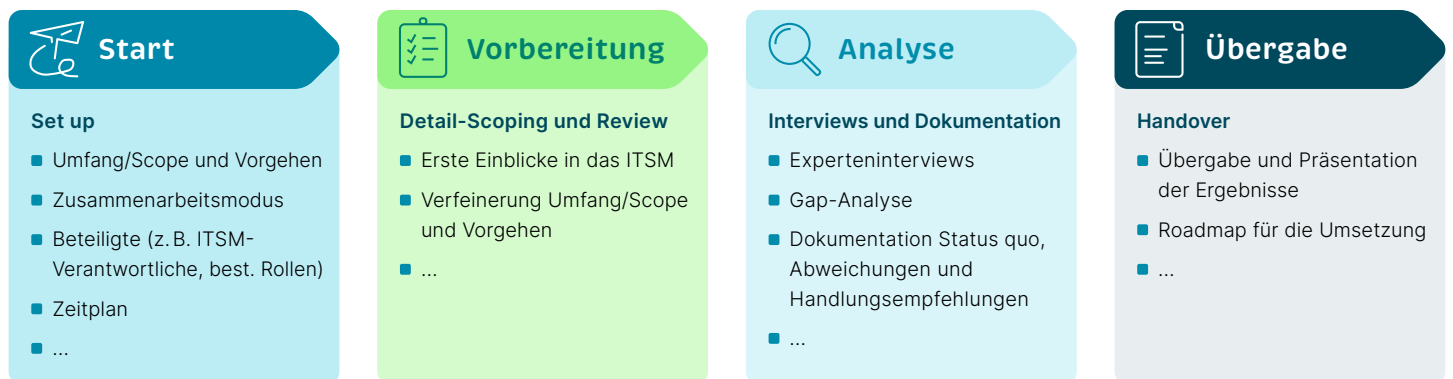 Start
Set up
Umfang/Scope und Vorgehen
Zusammenarbeitsmodus
Beteiligte (z. B. ITSM-
Verantwortliche, best. Rollen)
Zeitplan
...
Vorbereitung
Detail-Scoping und Review
Erste Einblicke in das ITSM
Verfeinerung Umfang/Scope
und Vorgehen
...
Analyse
Interviews und Dokumentation
Experteninterviews
Gap-Analyse
Dokumentation Status quo,
Abweichungen und
Handlungsempfehlungen
...
Übergabe
Handover
Übergabe und Präsentation
der Ergebnisse
Roadmap für die Umsetzung
...